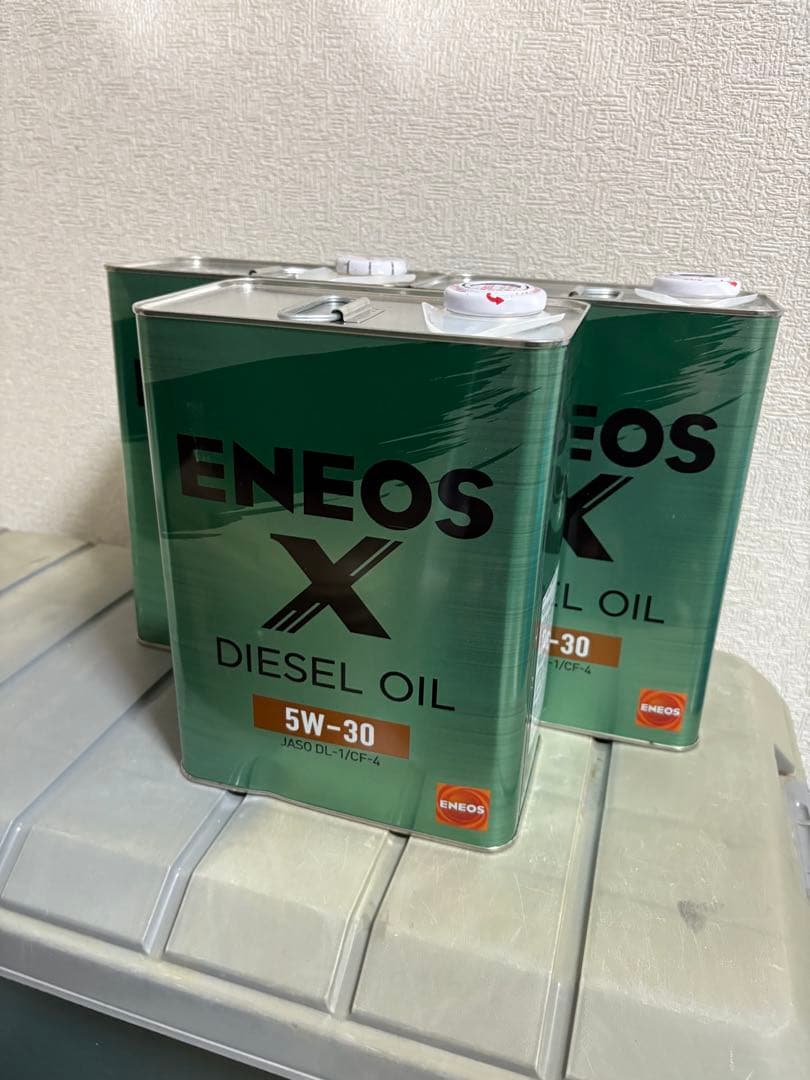 ENEOS
X
DIESEL OIL
5W-30
JASO DL-1/CF-4
ENEOS
EOS
X
EL OIL
-30
-1/CF-4
ENEOS